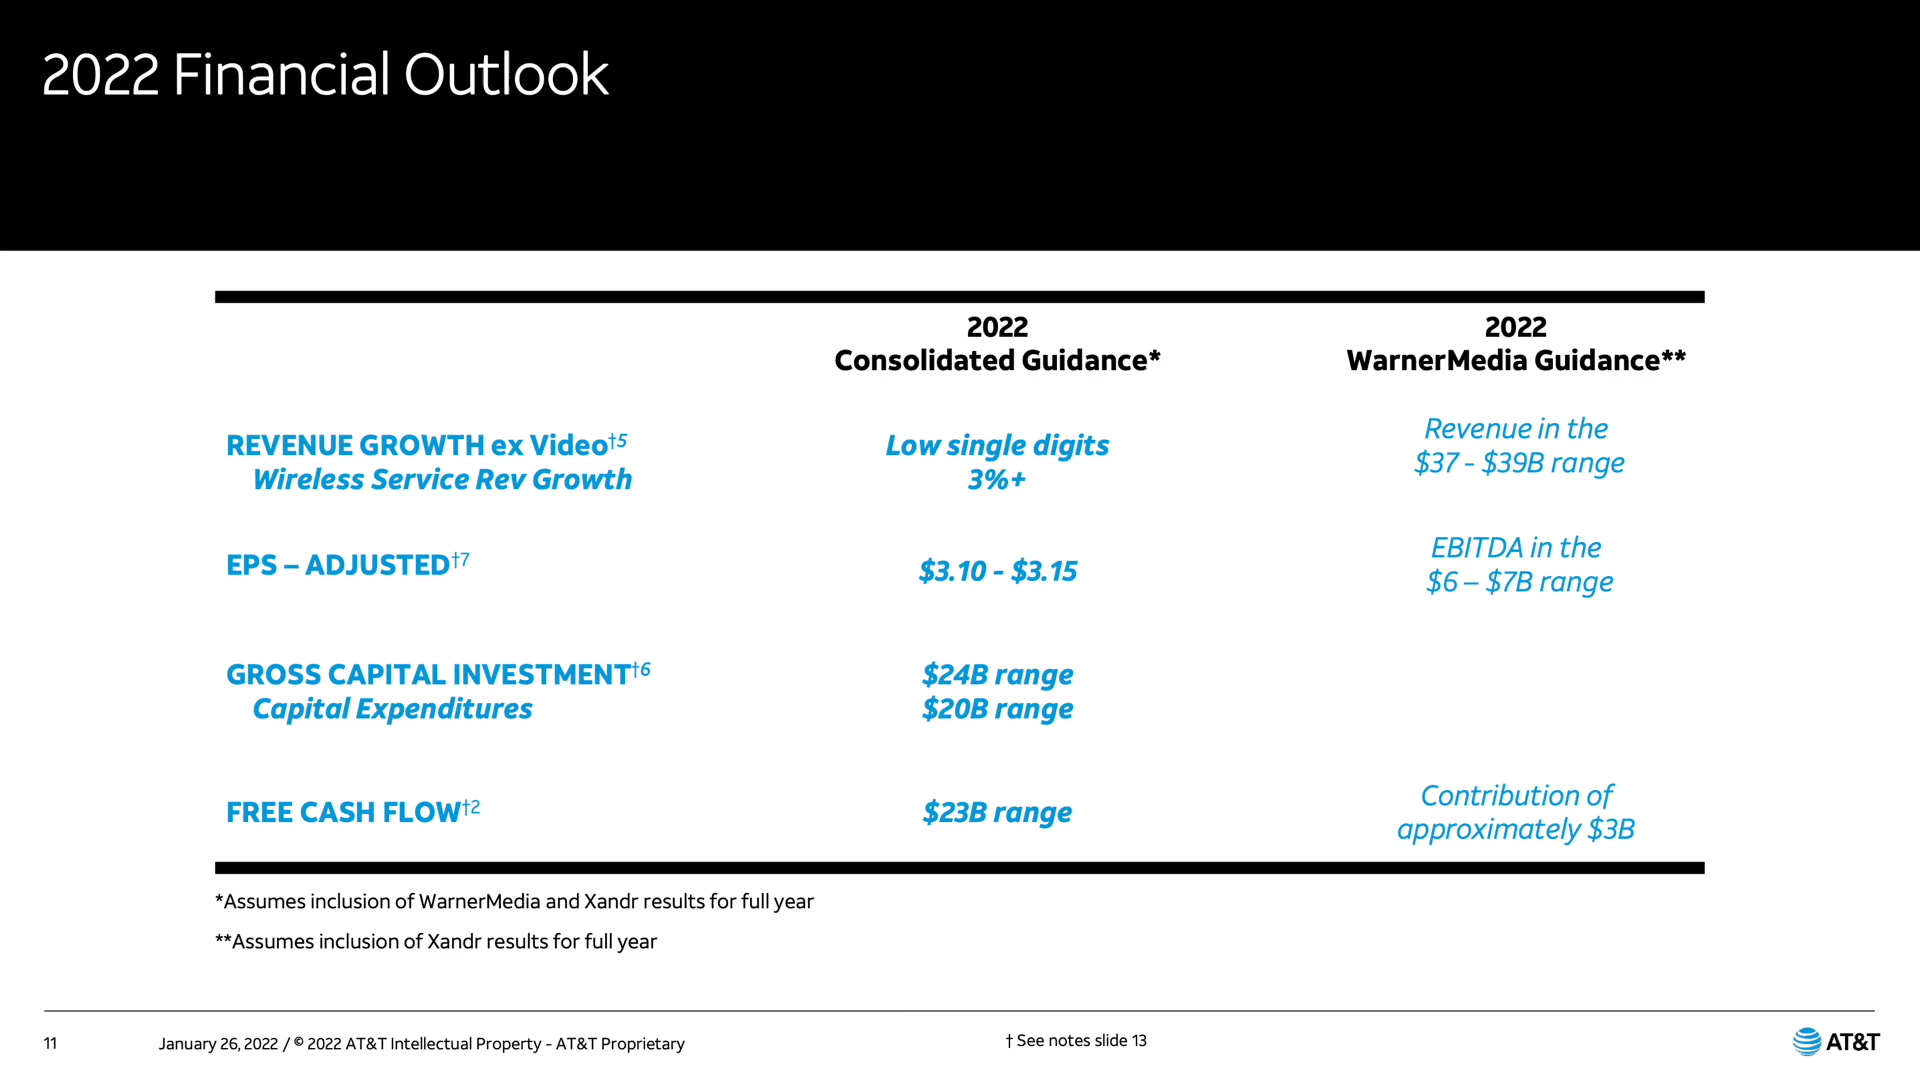 2022 Financial Outlook
2022
Consolidated Guidance*
2022
WarnerMedia Guidance**
REVENUE GROWTH ex Video†5
Wireless Service Rev Growth
Low single digits
3%+
Revenue in the
$37 - $39B range
EPS – ADJUSTED†7
$3.10 - $3.15
EBITDA in the
$6 – $7B range
GROSS CAPITAL INVESTMENT†6
Capital Expenditures
$24B range
$20B range
FREE CASH FLOW†2
$23B range
Contribution of
approximately $3B
*Assumes inclusion of WarnerMedia and Xandr results for full year
**Assumes inclusion of Xandr results for full year
11
January 26, 2022 / © 2022 AT&T Intellectual Property - AT&T Proprietary
† See notes slide 13
AT&T